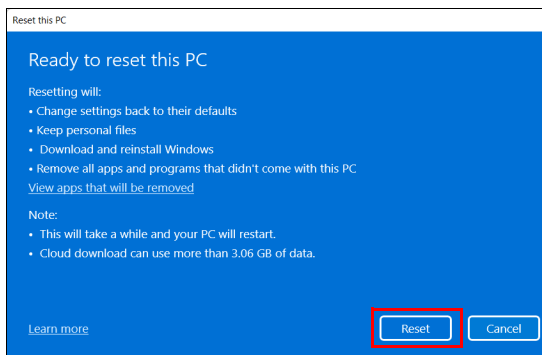 Reset this PC
Ready to reset this PC
Resetting will:
• Change settings back to their defaults
• Keep personal files
• Download and reinstall Windows
• Remove all apps and programs that didn't come with this PC
View apps that will be removed
Note:
• This will take a while and your PC will restart.
• Cloud download can use more than 3.06 GB of data.
Learn more
Reset
Cancel